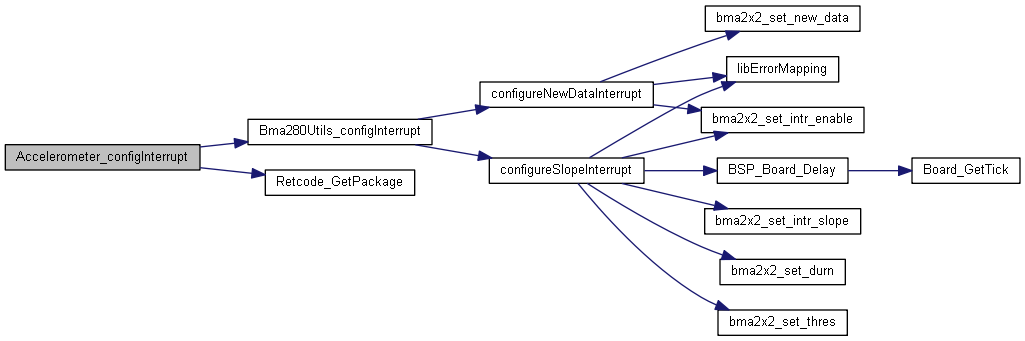 bma2x2_set_new_data
libErrorMapping
configureNewDataInterrupt
bma2x2_set_intr_enable
Bma280Utils_configInterrupt
Accelerometer_configInterrupt
configureSlopeInterrupt
BSP_Board_Delay
Board_GetTick
Retcode_GetPackage
bma2x2_set_intr_slope
bma2x2_set_durn
bma2x2_set_thres